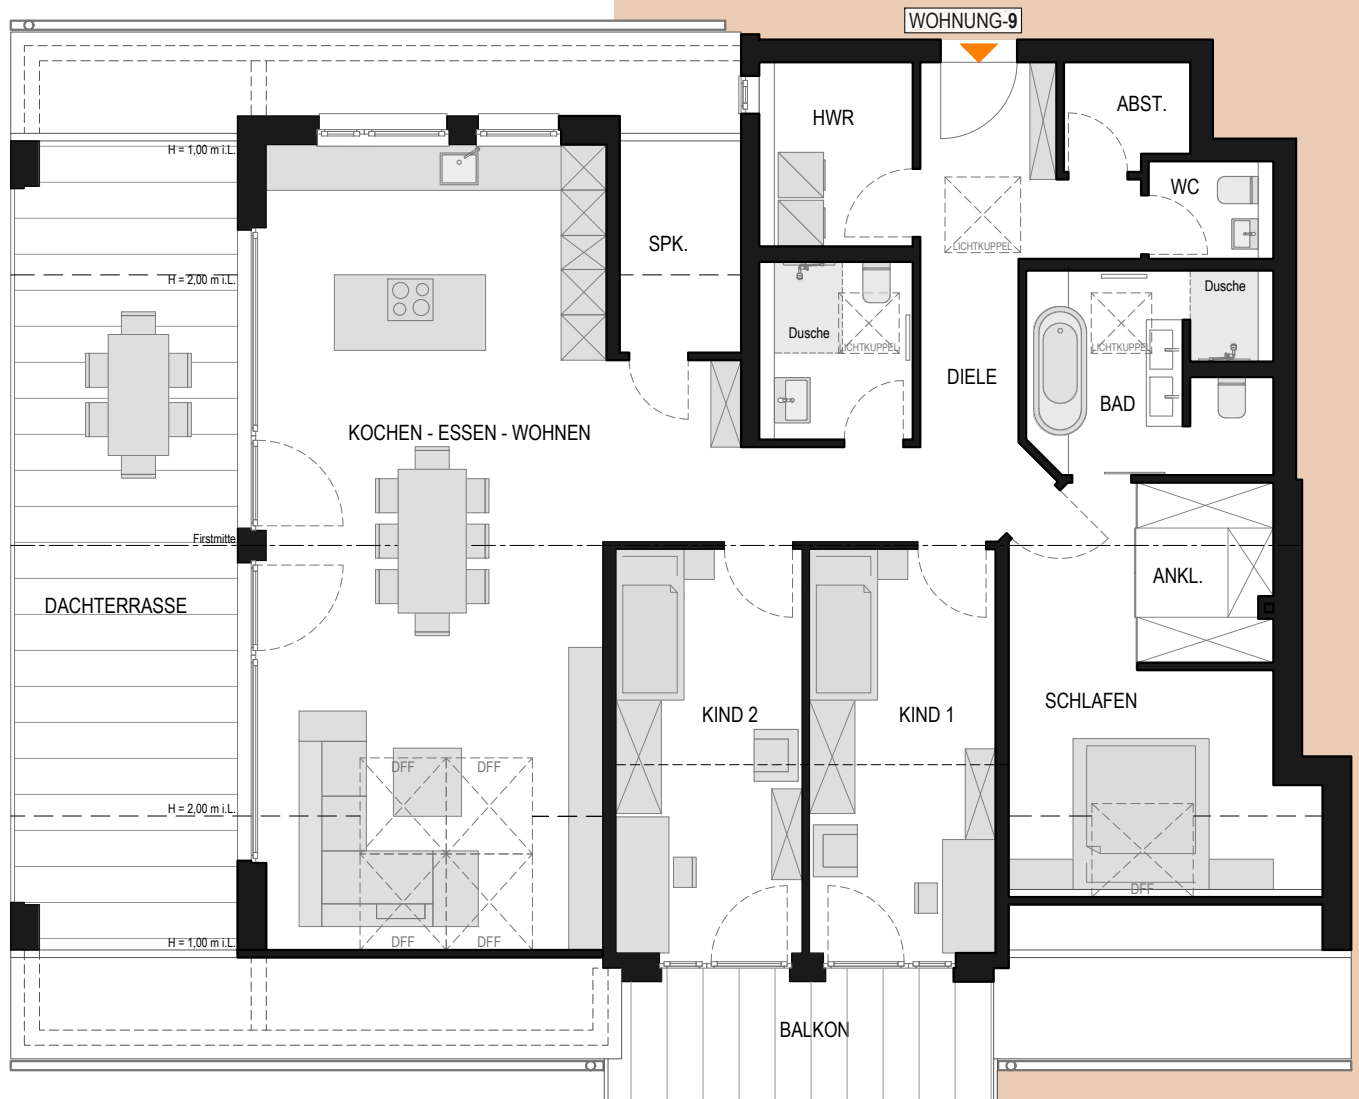 WOHNUNG-9
ABST.
HWR
H = 1,00 m i.L.
WC
SPK.
LICHTKUPPEL
H = 2,00 m i.L.
Dusche
Dusche
LICHTKUPPEL
LICHTKUPPEL
DIELE
BAD
KOCHEN - ESSEN - WOHNEN
Firstmitte
ANKL.
DACHTERRASSE
SCHLAFEN
KIND 2
KIND 1
DFF
DFF
H = 2,00 m i.L.
DFF
H = 1,00 m i.L.
DFF
DFF
BALKON